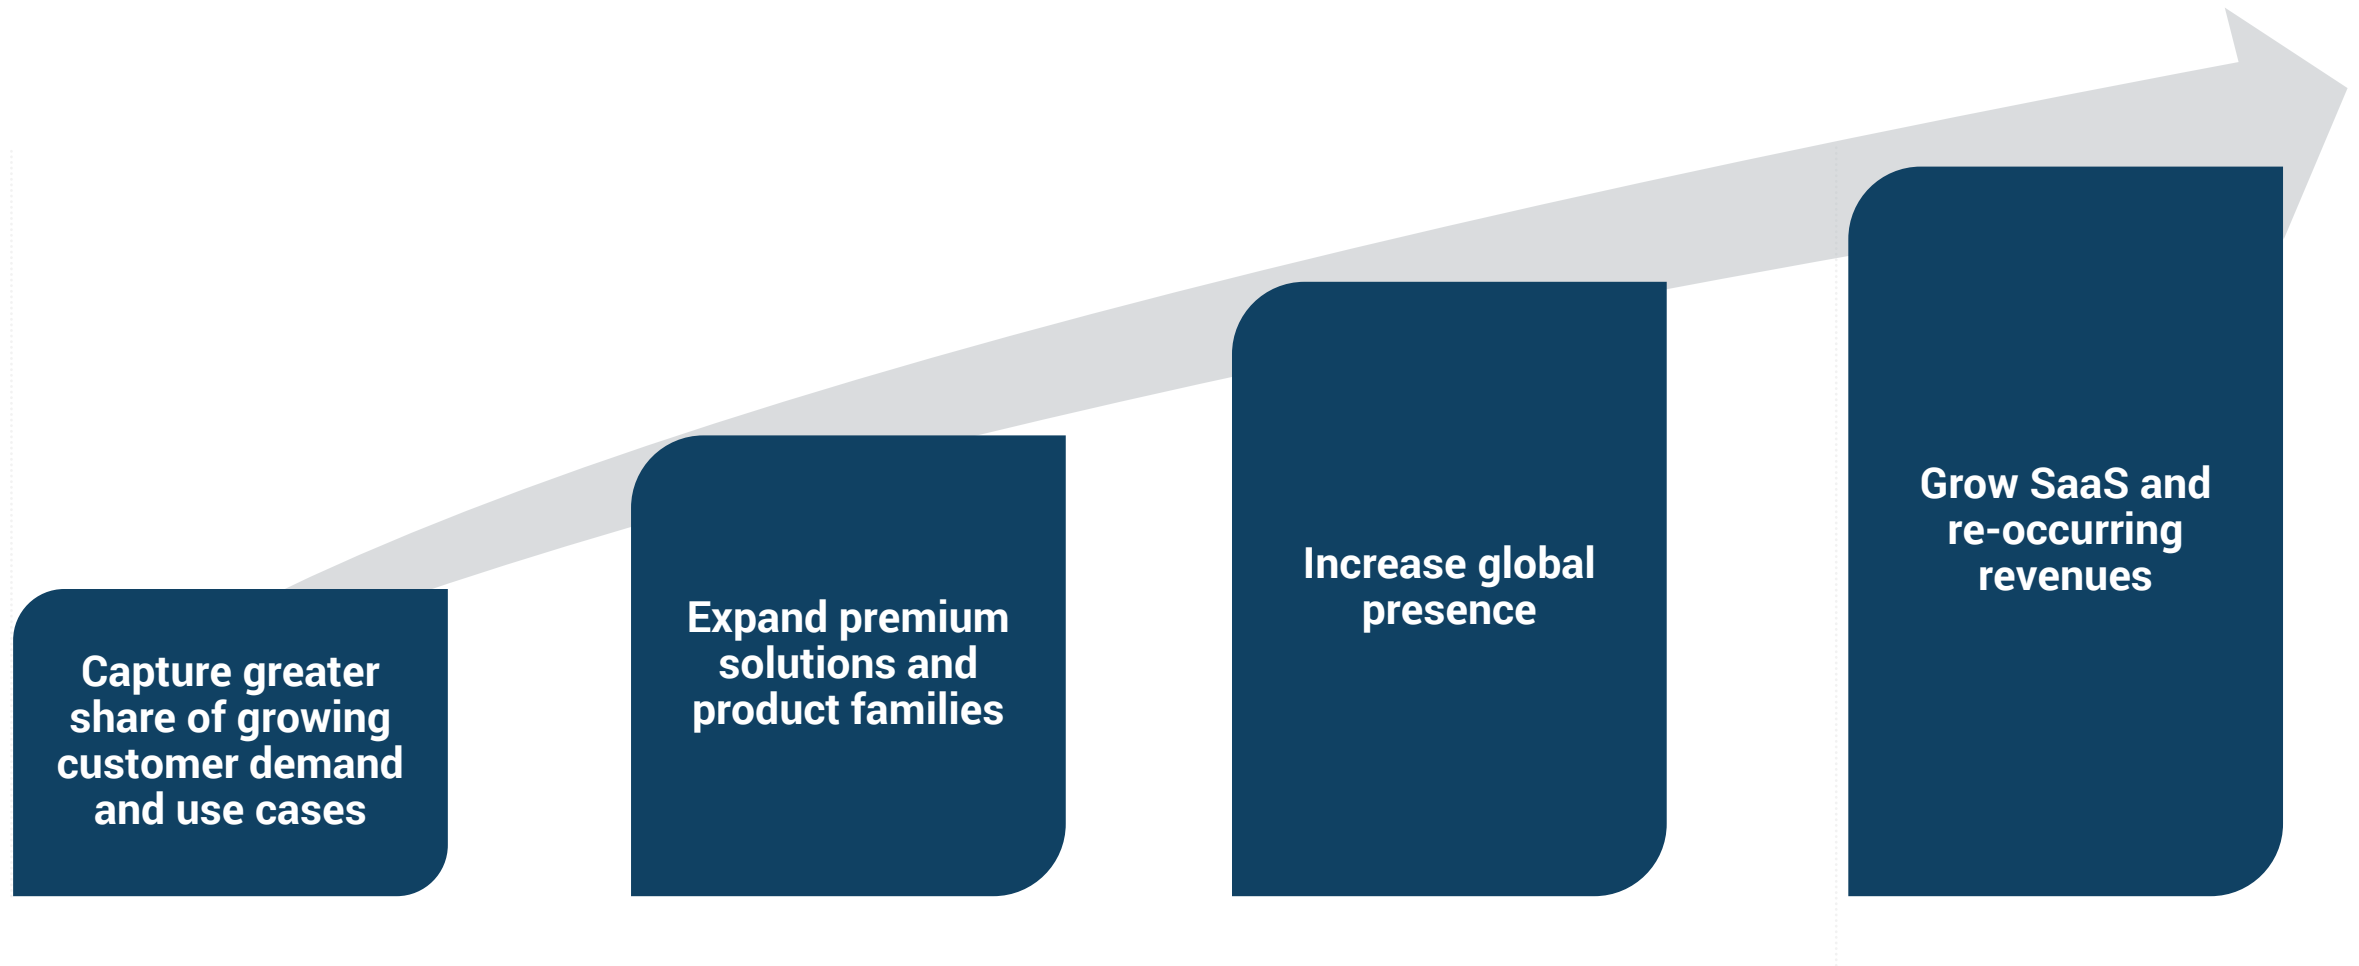 Capture greater
share of growing
customer demand
and use cases
Expand premium
solutions and
product families
Increase global
presence
Grow SaaS and
re-occurring
revenues